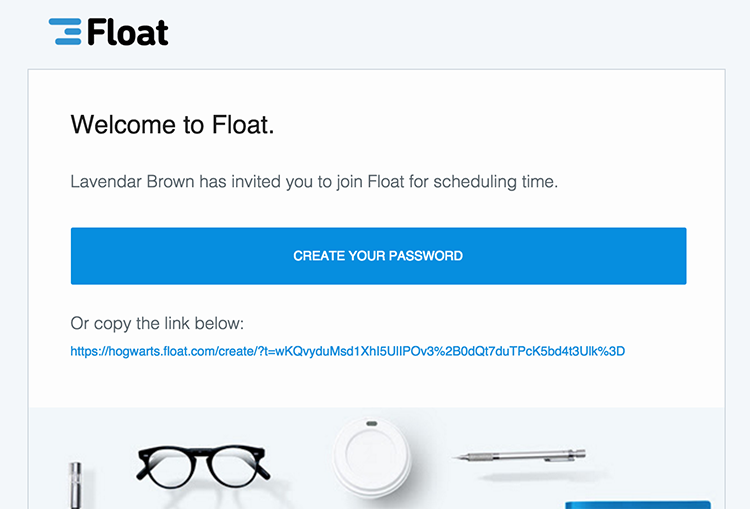 Float
Welcome to Float.
Lavendar Brown has invited you to join Float for scheduling time.
CREATE YOUR PASSWORD
Or copy the link below:
https://hogwarts.float.com/create/?t=wKQvyduMsd1XhI5UlIPOv3%2B0dQt7duTPcK5bd4t3Ulk%3D